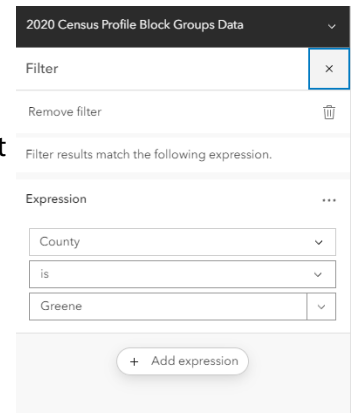 2020 Census Profile Block Groups Data
Filter
Remove filter
t
Filter results match the following expression.
Expression
County
is
Greene
+ Add expression